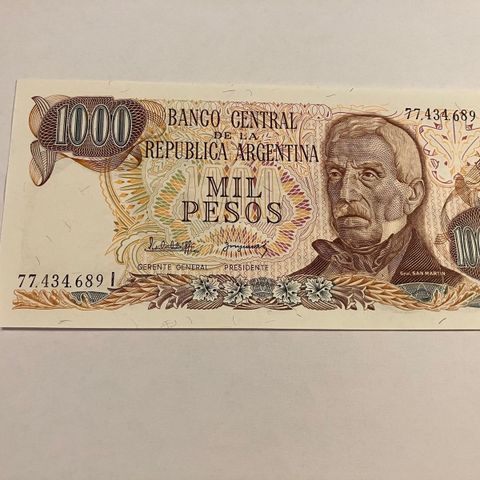 1000
BANCO CENTRAL
DE LA
REPUBLICA ARGENTINA
MIL
PESOS
77.434.689
GERENTE GENERAL PRESIDENTE
77.434.689 I
Gral. SAN MARTIN
100